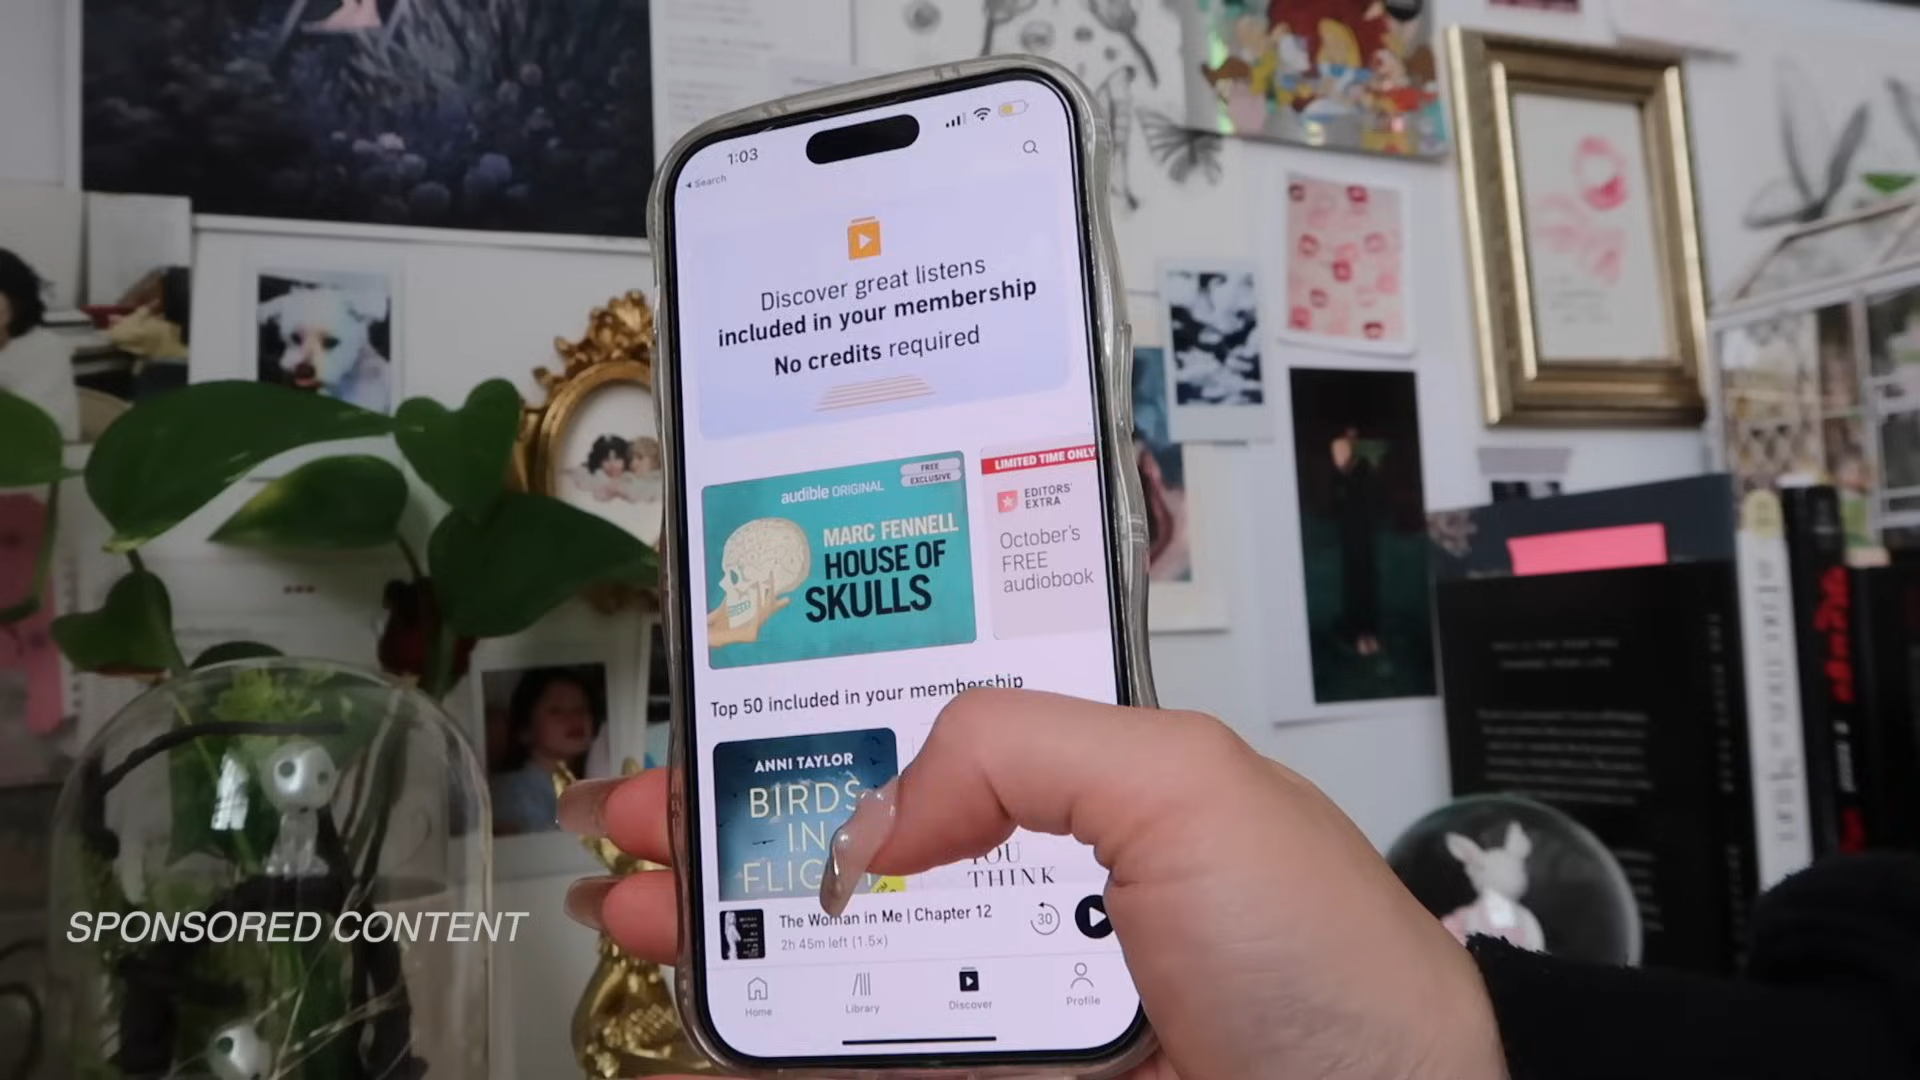 1:03
Search
Discover great listens
included in your membership
No credits required
FREE
EXCLUSIVE
audible ORIGINAL
MARC FENNELL
HOUSE OF
SKULLS
LIMITED TIME ONLY
EDITORS'
EXTRA
October's
FREE
audiobook
Top 50 included in your membership
ANNI TAYLOR
BIRDS
IN
YOU
THINK
The Woman in Me | Chapter 12
2h 45m left (1.5x)
30
Home
Library
Discover
Profile
SPONSORED CONTENT